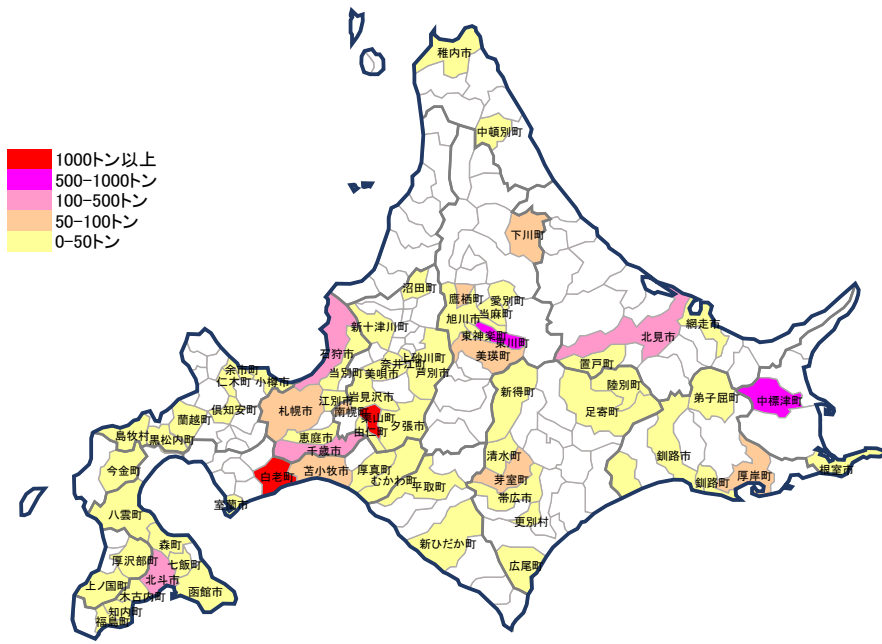 稚内市
中頓別町
1000トン以上
500-1000トン
100-500トン
50-100トン
0-50トン
下川町
沼田町
鷹栖町
愛別町
当麻町
旭川市
新十津川町
東神楽町
東川町
北見市
網走市
石狩市
上砂川町
美瑛町
置戸町
余市町
当別町
奈井江町
芦別市
美唄市
仁木町
小樽市
新得町
陸別町
弟子屈町
岩見沢市
江別市
中標津町
倶知安町
札幌市
南幌町
栗山町
足寄町
蘭越町
夕張市
島牧村
黒松内町
恵庭市
由仁町
千歳市
清水町
釧路市
今金町
白老町
苫小牧市
厚真町
むかわ町
平取町
芽室町
釧路町
厚岸町
根室市
室蘭市
帯広市
八雲町
更別村
森町
新ひだか町
厚沢部町
七飯町
広尾町
北斗市
上ノ国町
木古内町
函館市
知内町
福島町